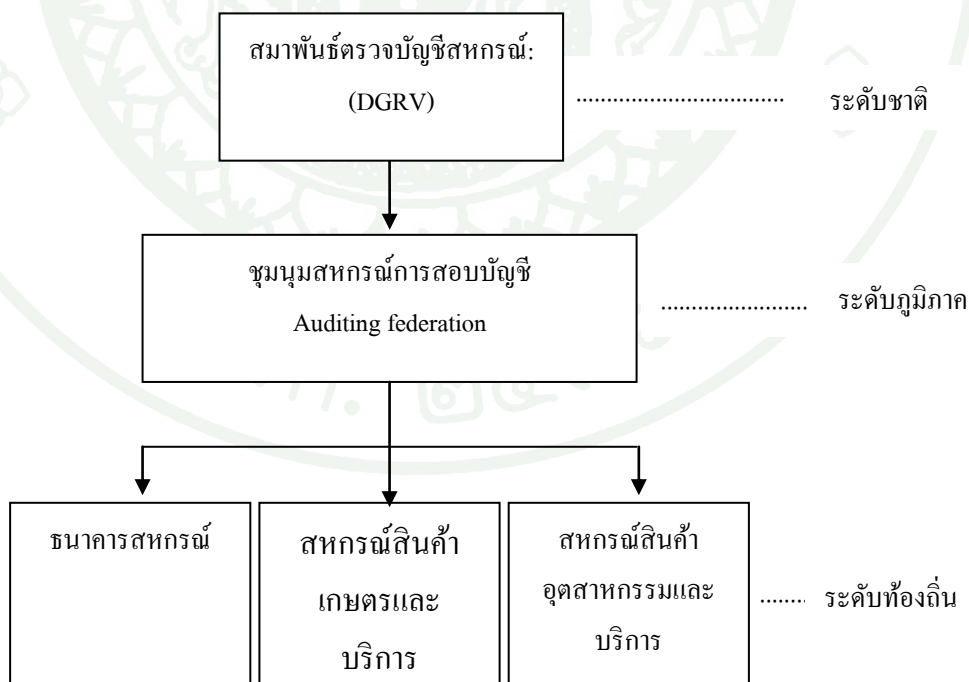 สมาพันธ์ตรวจบัญชีสหกรณ์:
(DGRV)
................................. ระดับชาติ
ชุมนุมสหกรณ์การสอบบัญชี
Auditing federation
........................ ระดับภูมิภาค
ธนาคารสหกรณ์
สหกรณ์สินค้า
เกษตรและ
บริการ
สหกรณ์สินค้า
อุตสาหกรรมและ
บริการ
........ ระดับท้องถิ่น